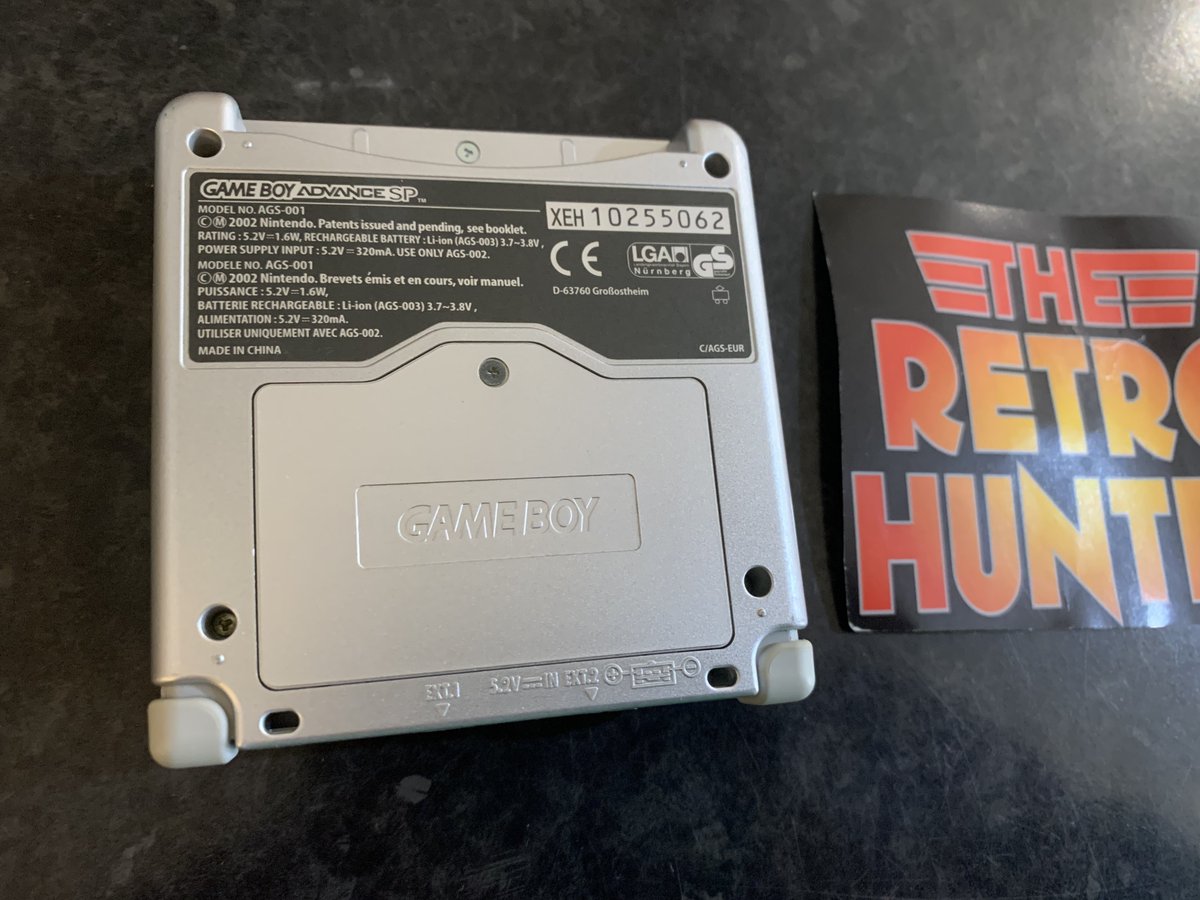 GAME BOY ADVANCE SP™
MODEL NO. AGS-001
©Ⓜ 2002 Nintendo. Patents issued and pending, see booklet.
RATING : 5.2V⎓1.6W, RECHARGEABLE BATTERY : Li-ion (AGS-003) 3.7~3.8V ,
POWER SUPPLY INPUT : 5.2V⎓320mA. USE ONLY AGS-002.
MODELE NO. AGS-001
©Ⓜ 2002 Nintendo. Brevets émis et en cours, voir manuel.
PUISSANCE : 5.2V⎓1.6W,
BATTERIE RECHARGEABLE : Li-ion (AGS-003) 3.7~3.8V ,
ALIMENTATION : 5.2V⎓320mA.
UTILISER UNIQUEMENT AVEC AGS-002.
MADE IN CHINA
XEH 10255062
CE
LGA
Nürnberg
GS
D-63760 Großostheim
C/AGS-EUR
GAME BOY
EXT.1
5.2V⎓IN
EXT.2
THE
RETRO
HUNTE